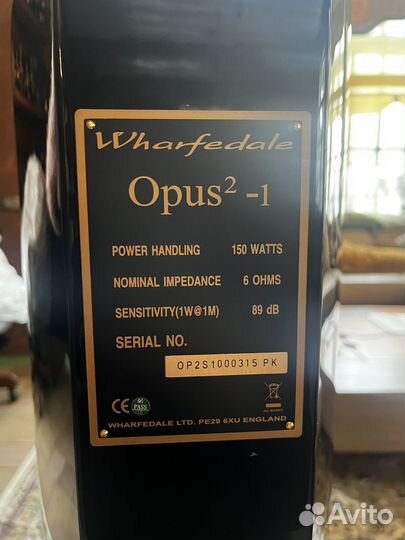 Wharfedale
Opus² -1
POWER HANDLING 150 WATTS
NOMINAL IMPEDANCE 6 OHMS
SENSITIVITY(1W@1M) 89 dB
SERIAL NO.
OP2S1000315 PK
CE PASS
WHARFEDALE LTD. PE29 6XU ENGLAND
Avito